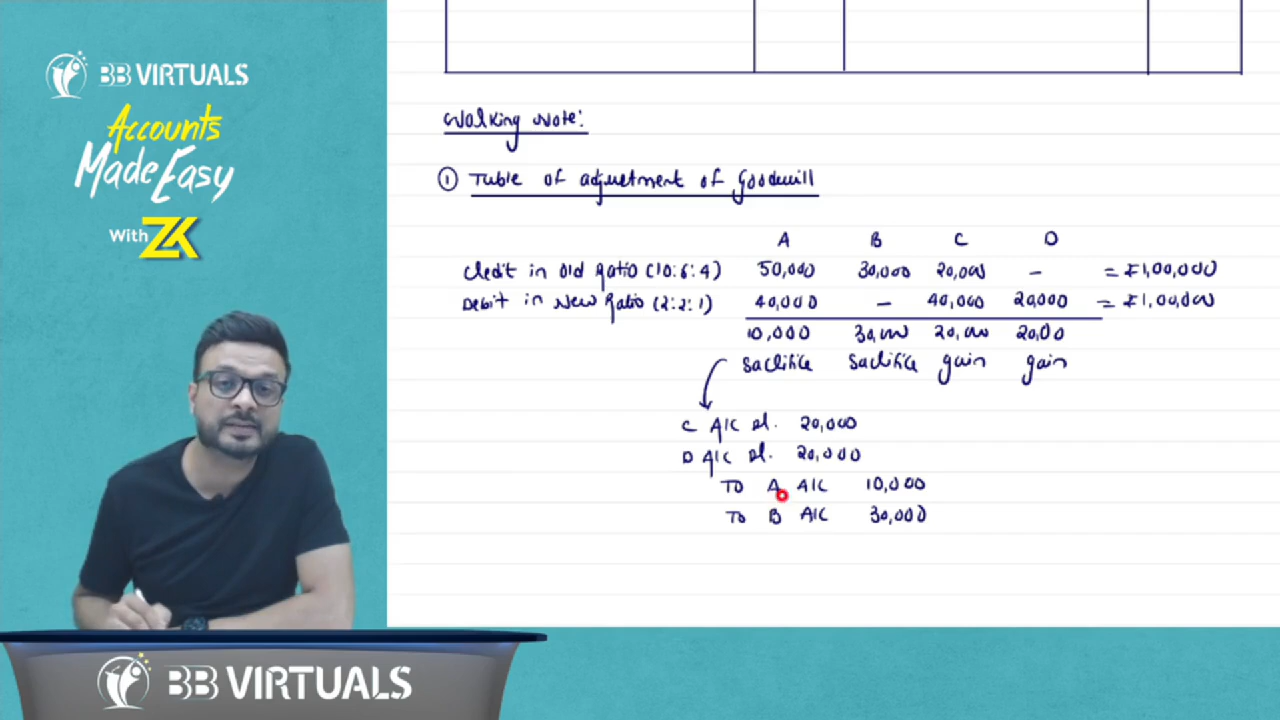 BB VIRTUALS
Accounts
Made Easy
With ZK
Walking Note:
① Table of adjustment of Goodwill
A B C D
Credit in Old Ratio (10:6:4) 50,000 30,000 20,000 - = ₹1,00,000
Debit in New Ratio (2:2:1) 40,000 - 40,000 20,000 = ₹1,00,000
10,000 30,000 20,000 20,00
Sacrifice Sacrifice gain gain
C A/C Dr. 20,000
D A/C Dr. 20,000
TO A A/C 10,000
TO B A/C 30,000
BB VIRTUALS